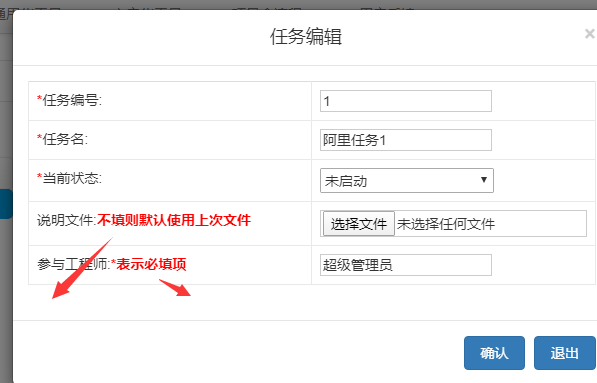 任务编辑 ×
*任务编号: 1
*任务名: 阿里任务1
*当前状态: 未启动
说明文件:不填则默认使用上次文件 选择文件 未选择任何文件
参与工程师:*表示必填项 超级管理员
确认 退出